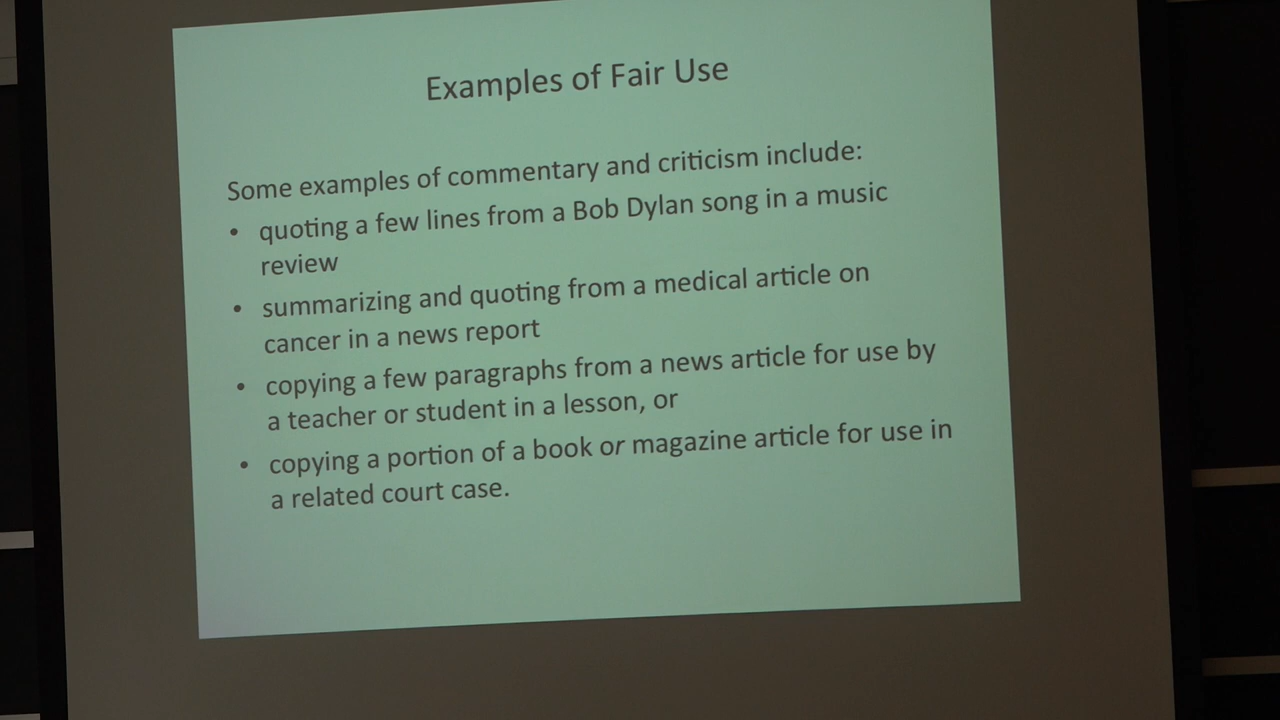 Examples of Fair Use
Some examples of commentary and criticism include:
• quoting a few lines from a Bob Dylan song in a music
review
• summarizing and quoting from a medical article on
cancer in a news report
• copying a few paragraphs from a news article for use by
a teacher or student in a lesson, or
• copying a portion of a book or magazine article for use in
a related court case.